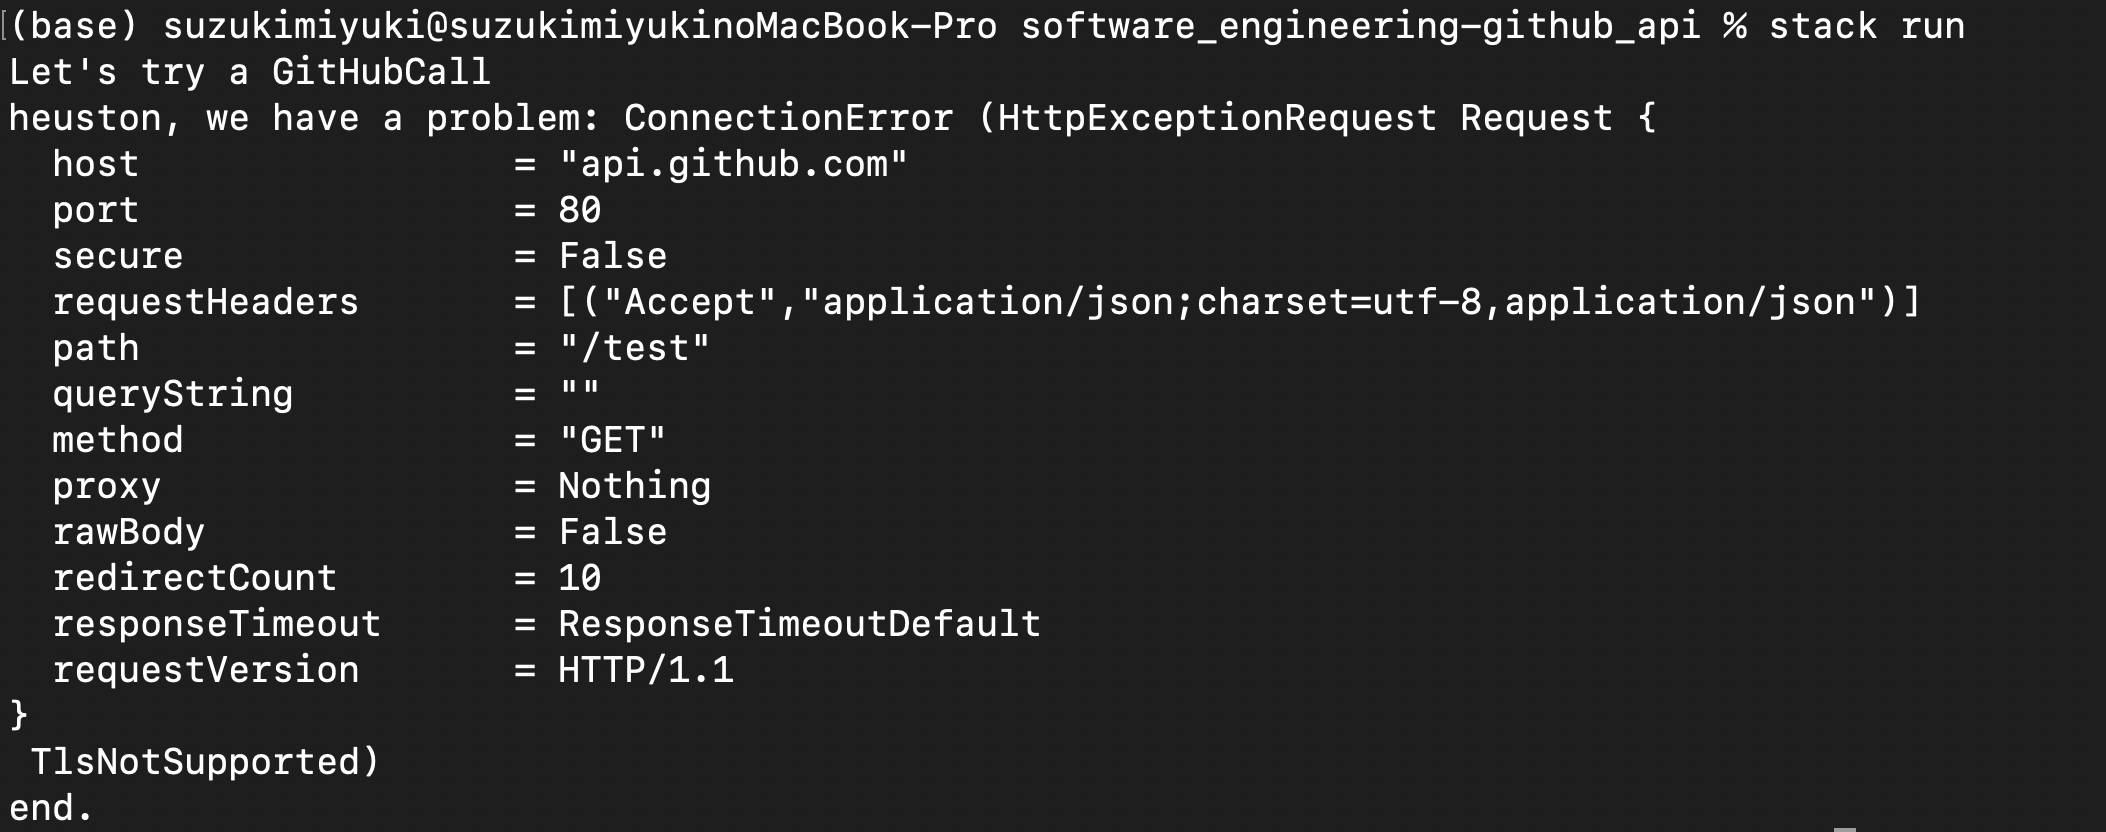 [(base) suzukimiyuki@suzukimiyukinoMacBook-Pro software_engineering-github_api % stack run
Let's try a GitHubCall
heuston, we have a problem: ConnectionError (HttpExceptionRequest Request {
  host                 = "api.github.com"
  port                 = 80
  secure               = False
  requestHeaders       = [("Accept","application/json;charset=utf-8,application/json")]
  path                 = "/test"
  queryString          = ""
  method               = "GET"
  proxy                = Nothing
  rawBody              = False
  redirectCount        = 10
  responseTimeout      = ResponseTimeoutDefault
  requestVersion       = HTTP/1.1
}
 TlsNotSupported)
end.